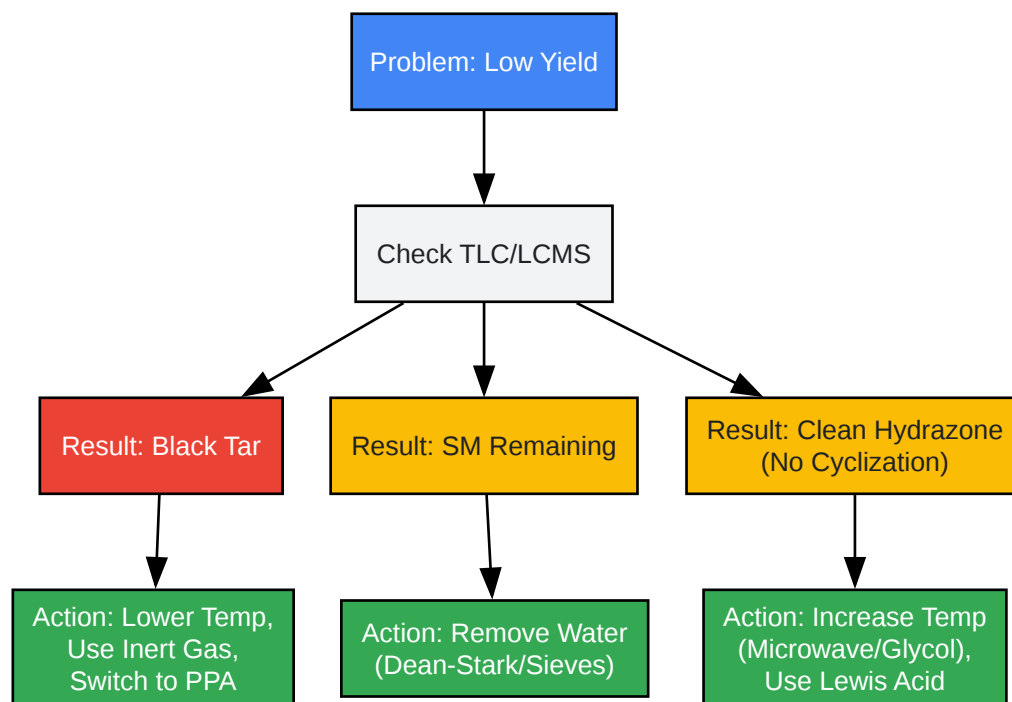 Problem: Low Yield
Check TLC/LCMS
Result: Black Tar
Result: SM Remaining
Result: Clean Hydrazone
(No Cyclization)
Action: Lower Temp,
Use Inert Gas,
Switch to PPA
Action: Remove Water
(Dean-Stark/Sieves)
Action: Increase Temp
(Microwave/Glycol),
Use Lewis Acid